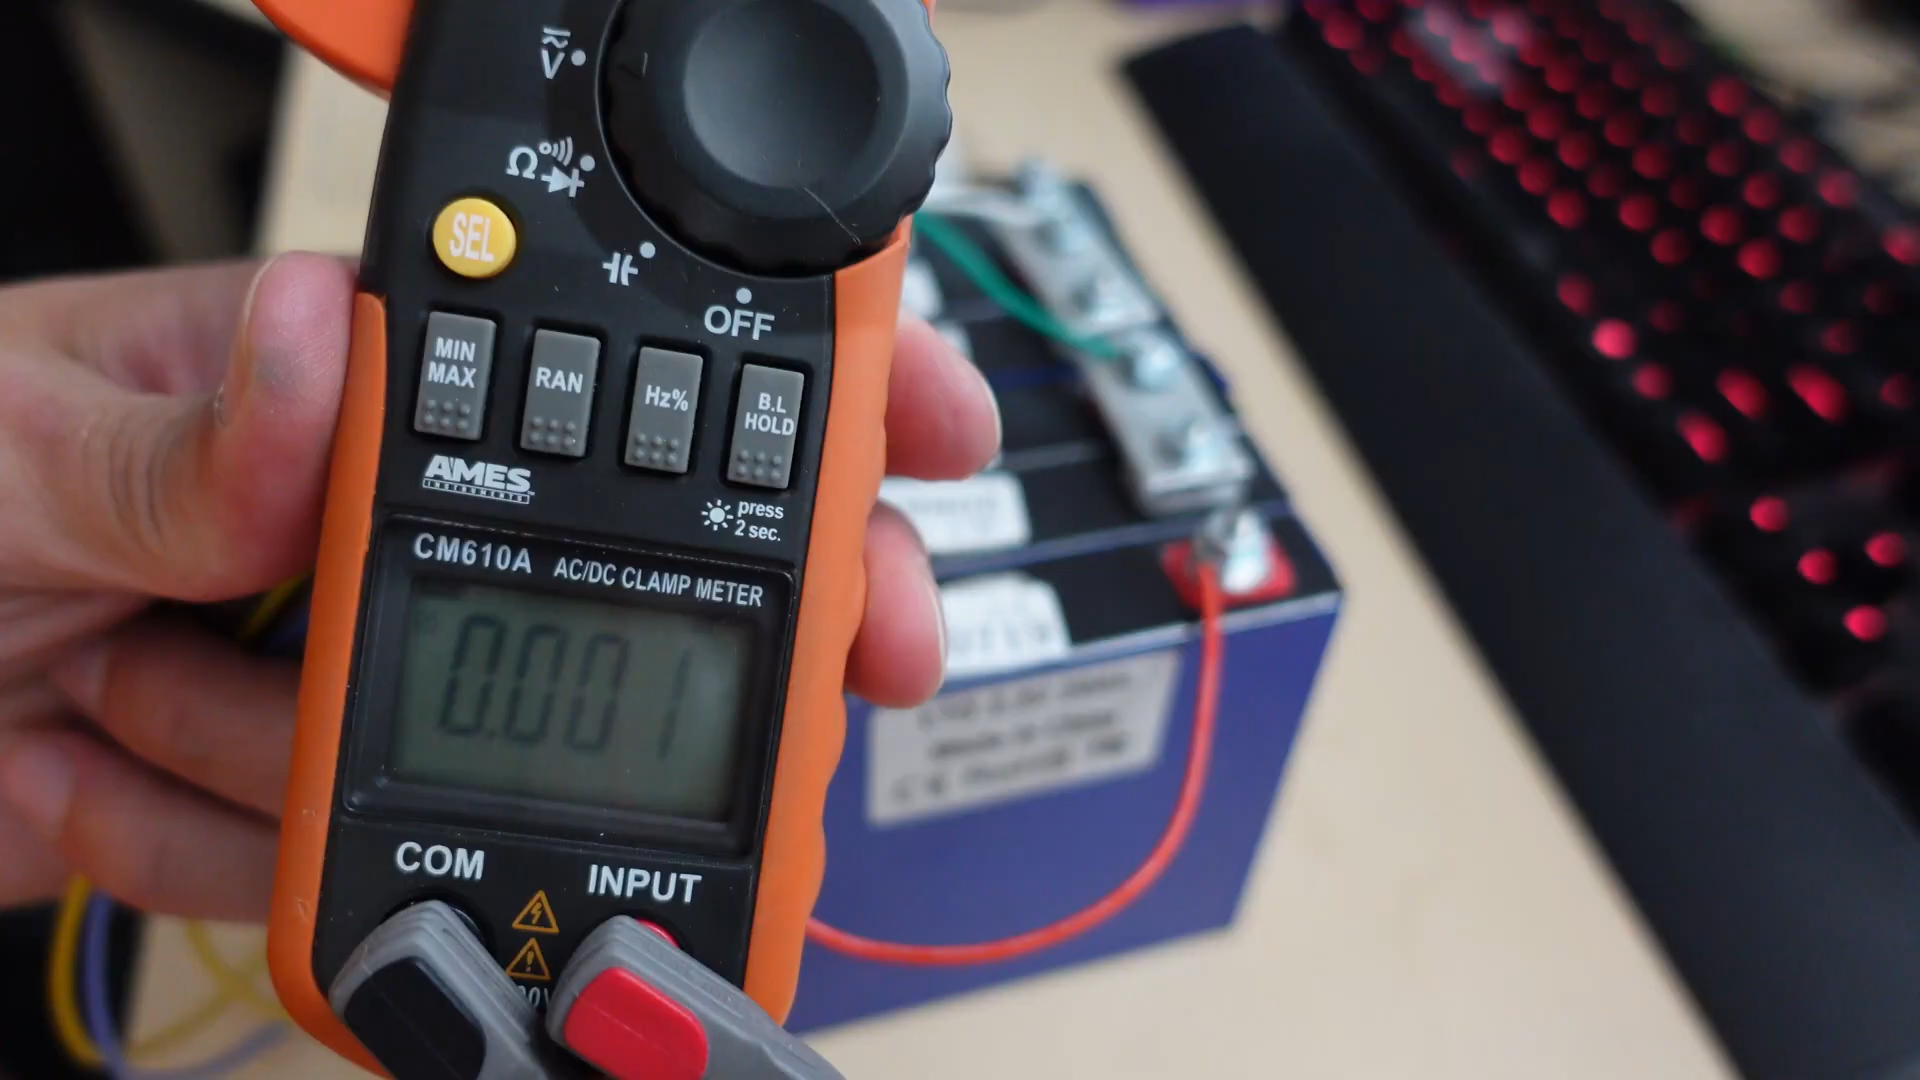 V
Ω
SEL
OFF
MIN
MAX
RAN
Hz%
B.L
HOLD
AMES
INSTRUMENTS
press
2 sec.
CM610A AC/DC CLAMP METER
0.001
COM
INPUT